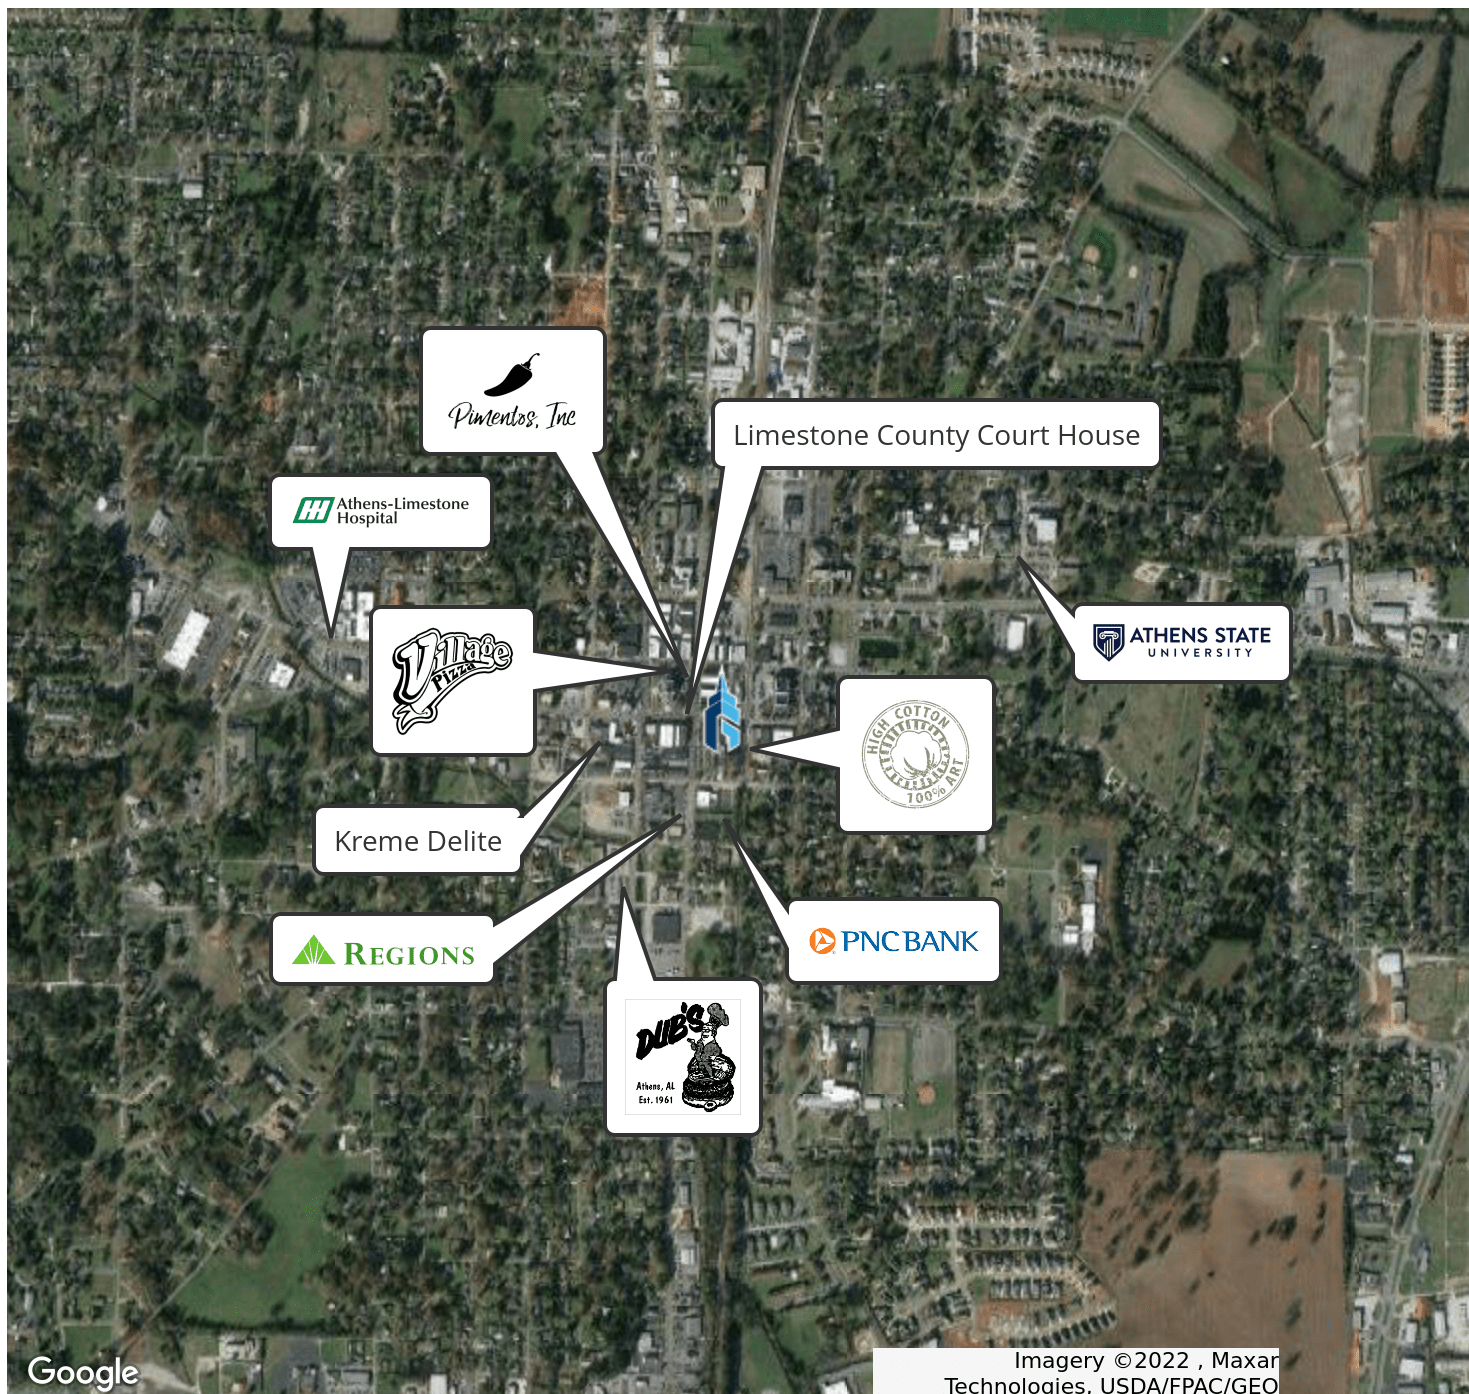 Pimentos, Inc
Limestone County Court House
Athens-Limestone
Hospital
Village
Pizza
ATHENS STATE
UNIVERSITY
HIGH COTTON
100% ART
Kreme Delite
REGIONS
PNCBANK
DUB'S
Athens, AL
Est. 1961
Google
Imagery ©2022 , Maxar
Technologies, USDA/FPAC/GEO